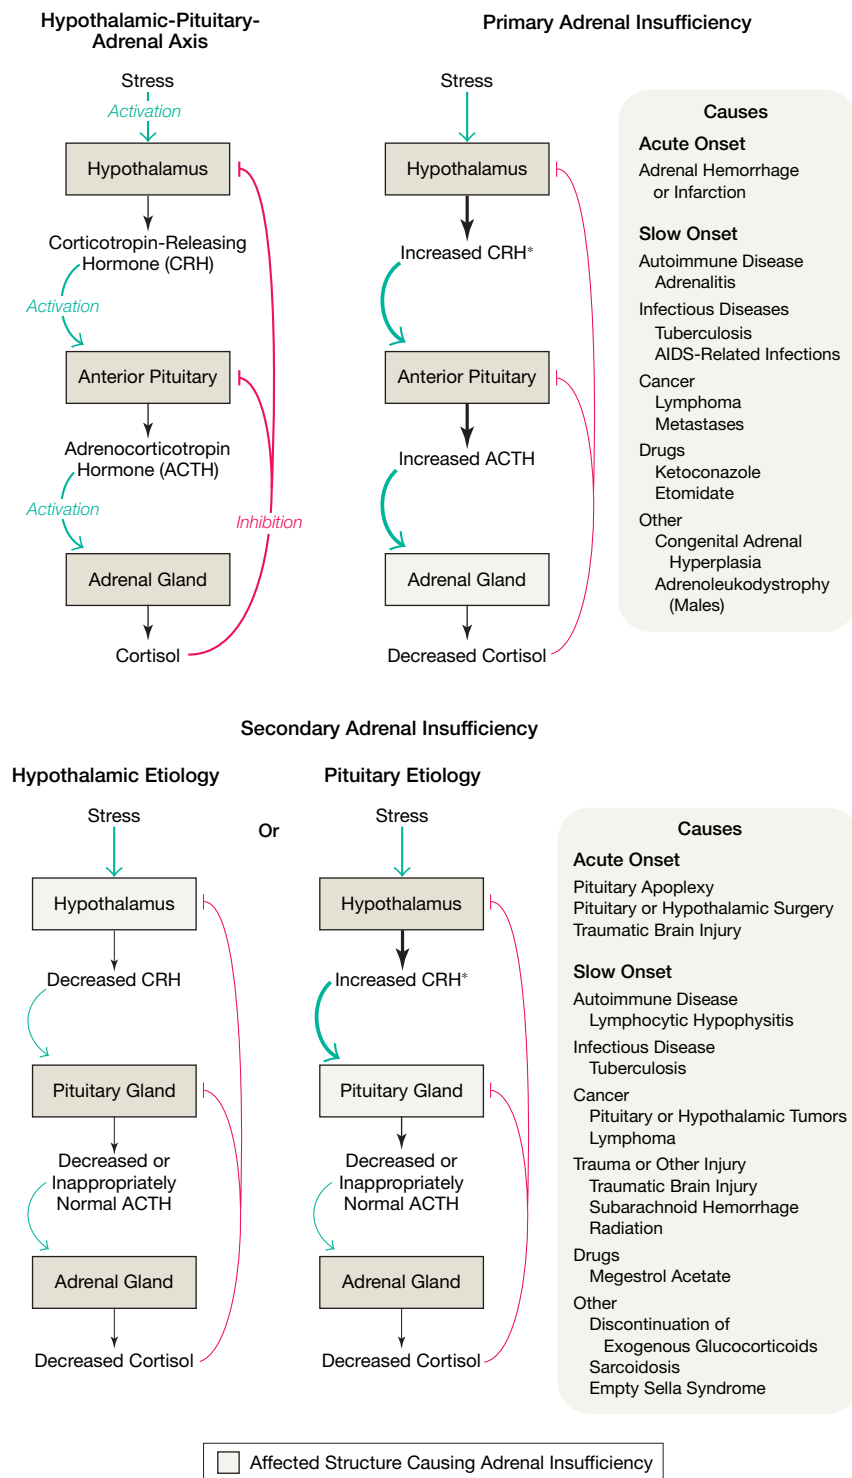 Hypothalamic-Pituitary-
Adrenal Axis
Stress
Activation
Hypothalamus
Corticotropin-Releasing
Hormone (CRH)
Activation
Anterior Pituitary
Adrenocorticotropin
Hormone (ACTH)
Activation
Inhibition
Adrenal Gland
Cortisol
Primary Adrenal Insufficiency
Stress
Hypothalamus
Increased CRH*
Anterior Pituitary
Increased ACTH
Adrenal Gland
Decreased Cortisol
Causes
Acute Onset
Adrenal Hemorrhage
or Infarction
Slow Onset
Autoimmune Disease
Adrenalitis
Infectious Diseases
Tuberculosis
AIDS-Related Infections
Cancer
Lymphoma
Metastases
Drugs
Ketoconazole
Etomidate
Other
Congenital Adrenal
Hyperplasia
Adrenoleukodystrophy
(Males)
Secondary Adrenal Insufficiency
Hypothalamic Etiology
Stress
Hypothalamus
Decreased CRH
Pituitary Gland
Decreased or
Inappropriately
Normal ACTH
Adrenal Gland
Decreased Cortisol
Or
Pituitary Etiology
Stress
Hypothalamus
Increased CRH*
Pituitary Gland
Decreased or
Inappropriately
Normal ACTH
Adrenal Gland
Decreased Cortisol
Causes
Acute Onset
Pituitary Apoplexy
Pituitary or Hypothalamic Surgery
Traumatic Brain Injury
Slow Onset
Autoimmune Disease
Lymphocytic Hypophysitis
Infectious Disease
Tuberculosis
Cancer
Pituitary or Hypothalamic Tumors
Lymphoma
Trauma or Other Injury
Traumatic Brain Injury
Subarachnoid Hemorrhage
Radiation
Drugs
Megestrol Acetate
Other
Discontinuation of
Exogenous Glucocorticoids
Sarcoidosis
Empty Sella Syndrome
Affected Structure Causing Adrenal Insufficiency